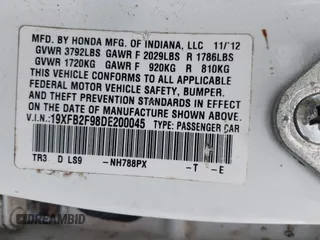 MFD. BY HONDA MFG. OF INDIANA, LLC 11/'12
GVWR 3792LBS GAWR F 2029LBS R 1786LBS
GVWR 1720KG GAWR F 920KG R 810KG
THIS VEHICLE CONFORMS TO ALL APPLICABLE
FEDERAL MOTOR VEHICLE SAFETY, BUMPER,
AND THEFT PREVENTION STANDARDS IN EFFECT ON
THE DATE OF MANUFACTURE SHOWN ABOVE.
V.I.N.: 19XFB2F98DE200045 TYPE: PASSENGER CAR
TR3 D LS9 -NH788PX -T -E
DREAMBID